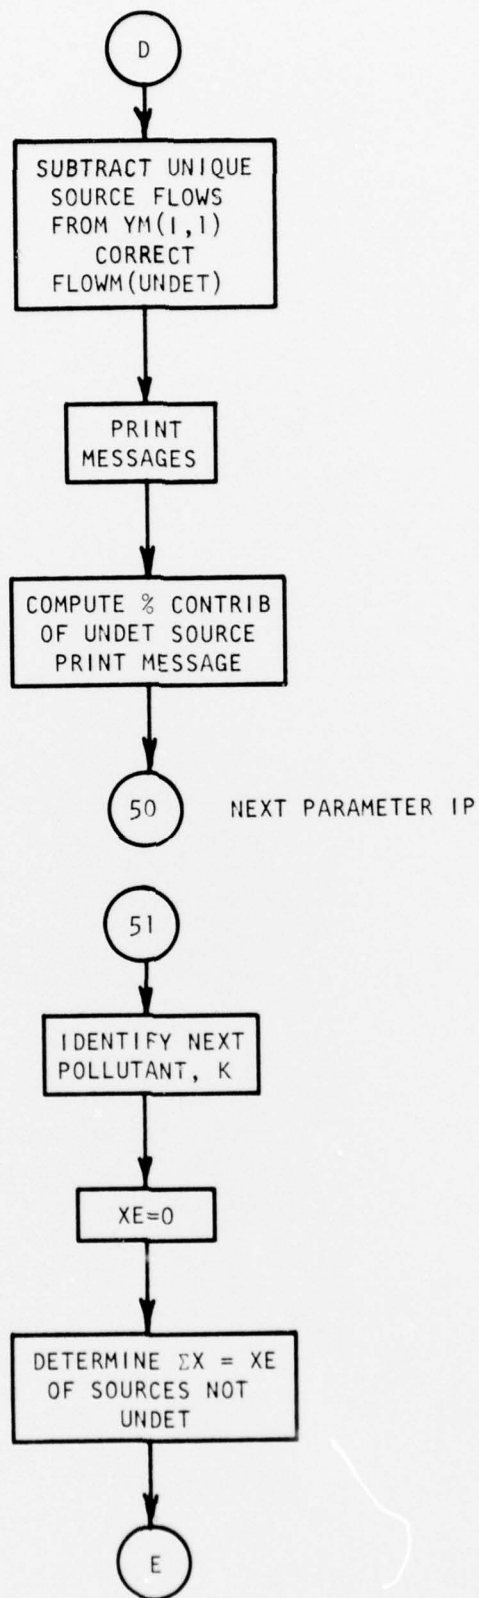 D
SUBTRACT UNIQUE
SOURCE FLOWS
FROM YM(I,1)
CORRECT
FLOWM(UNDET)
PRINT
MESSAGES
COMPUTE % CONTRIB
OF UNDET SOURCE
PRINT MESSAGE
50 NEXT PARAMETER IP
51
IDENTIFY NEXT
POLLUTANT, K
XE=0
DETERMINE ΣX = XE
OF SOURCES NOT
UNDET
E